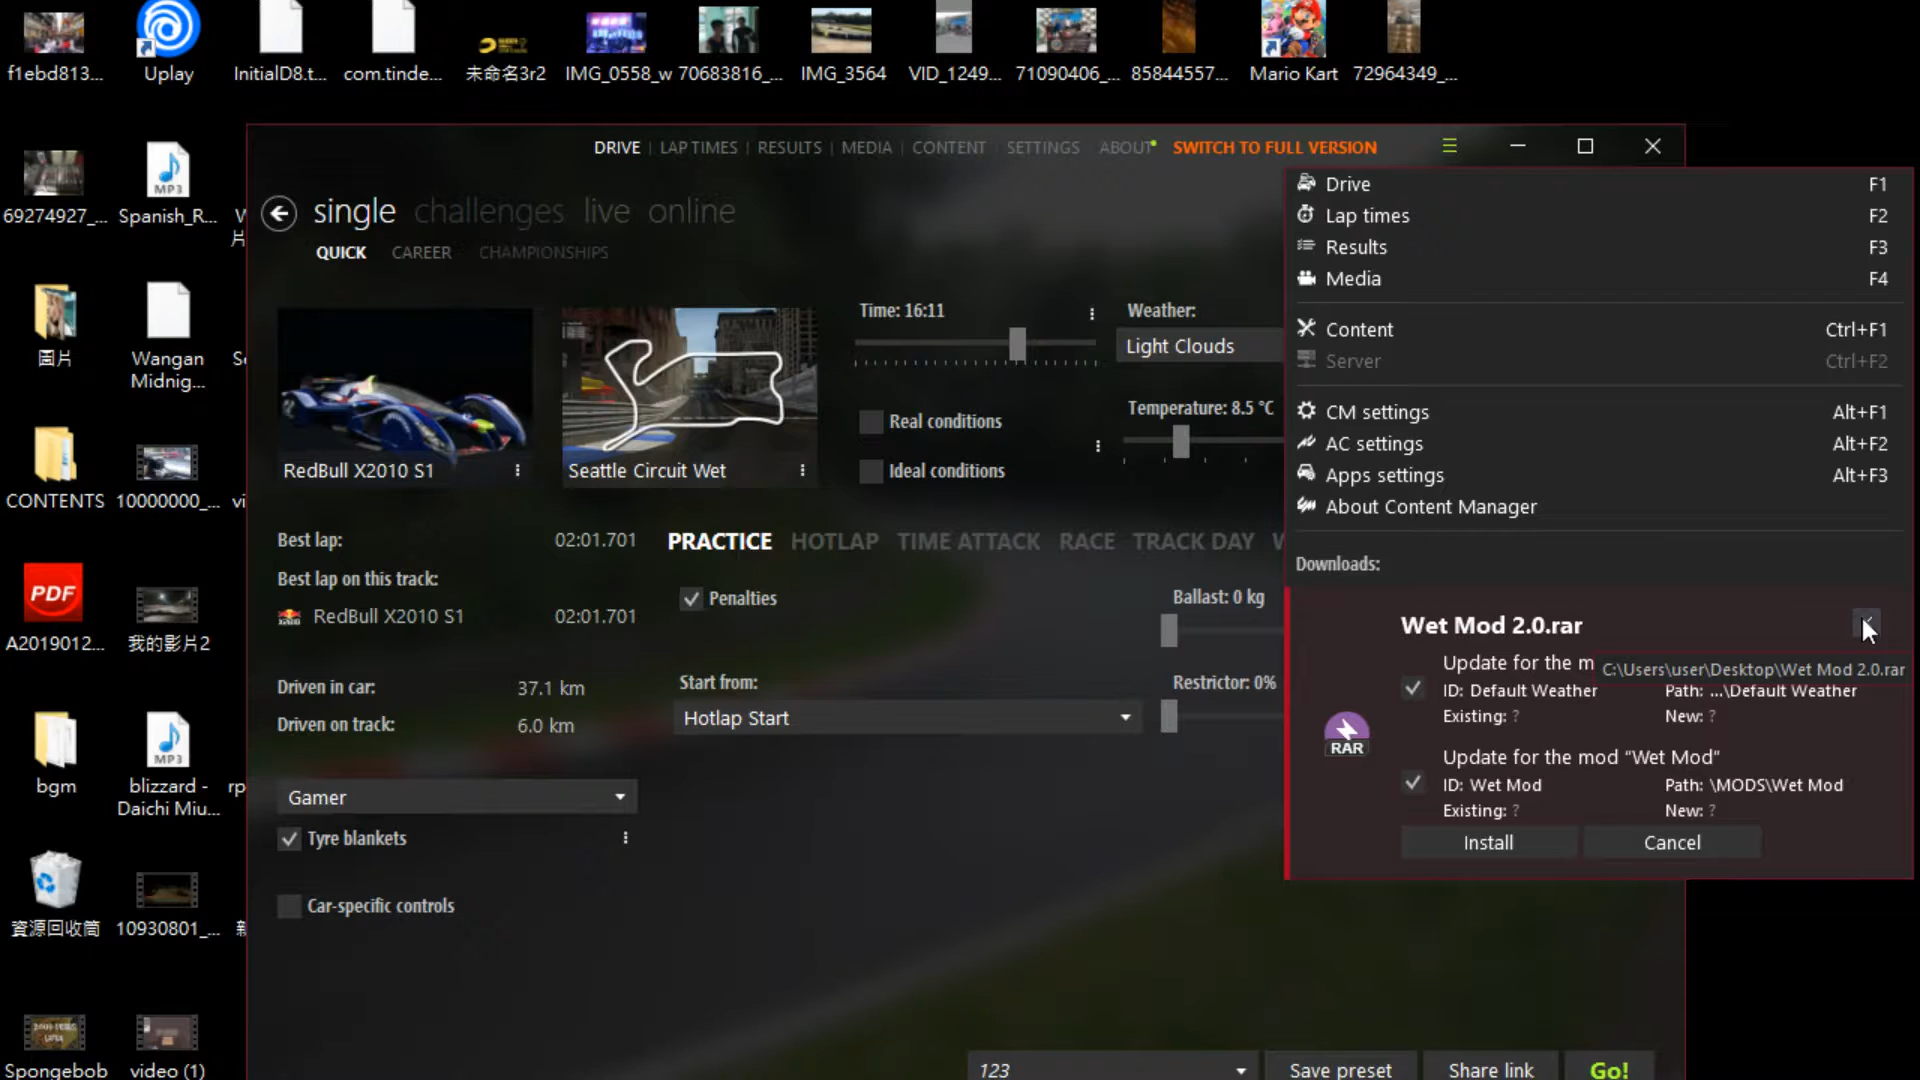 f1ebd813...
Uplay
InitialD8.t...
com.tinde...
未命名3r2
IMG_0558_w
70683816_...
IMG_3564
VID_1249...
71090406_...
85844557...
Mario Kart
72964349_...
DRIVE | LAP TIMES | RESULTS | MEDIA | CONTENT | SETTINGS | ABOUT SWITCH TO FULL VERSION
MP3
69274927_...
Spanish_R...
single challenges live online
QUICK CAREER CHAMPIONSHIPS
Drive F1
Lap times F2
Results F3
Media F4
Content Ctrl+F1
Server Ctrl+F2
CM settings Alt+F1
AC settings Alt+F2
Apps settings Alt+F3
About Content Manager
Downloads:
Wet Mod 2.0.rar
Update for the m
C:\Users\user\Desktop\Wet Mod 2.0.rar
ID: Default Weather Path: ...\Default Weather
Existing: ? New: ?
RAR
Update for the mod “Wet Mod”
ID: Wet Mod Path: \MODS\Wet Mod
Existing: ? New: ?
Install Cancel
圖片
Wangan
Midnig...
RedBull X2010 S1
Seattle Circuit Wet
Time: 16:11
Weather:
Light Clouds
Real conditions
Ideal conditions
Temperature: 8.5 °C
CONTENTS
10000000_...
Best lap: 02:01.701
Best lap on this track:
RedBull X2010 S1 02:01.701
PRACTICE HOTLAP TIME ATTACK RACE TRACK DAY
Penalties
Ballast: 0 kg
Driven in car: 37.1 km
Driven on track: 6.0 km
Start from:
Hotlap Start
Restrictor: 0%
PDF
A2019012...
我的影片2
MP3
bgm
blizzard -
Daichi Miu...
Gamer
Tyre blankets
Car-specific controls
資源回收筒
10930801_...
Spongebob
video (1)
123
Save preset
Share link
Go!